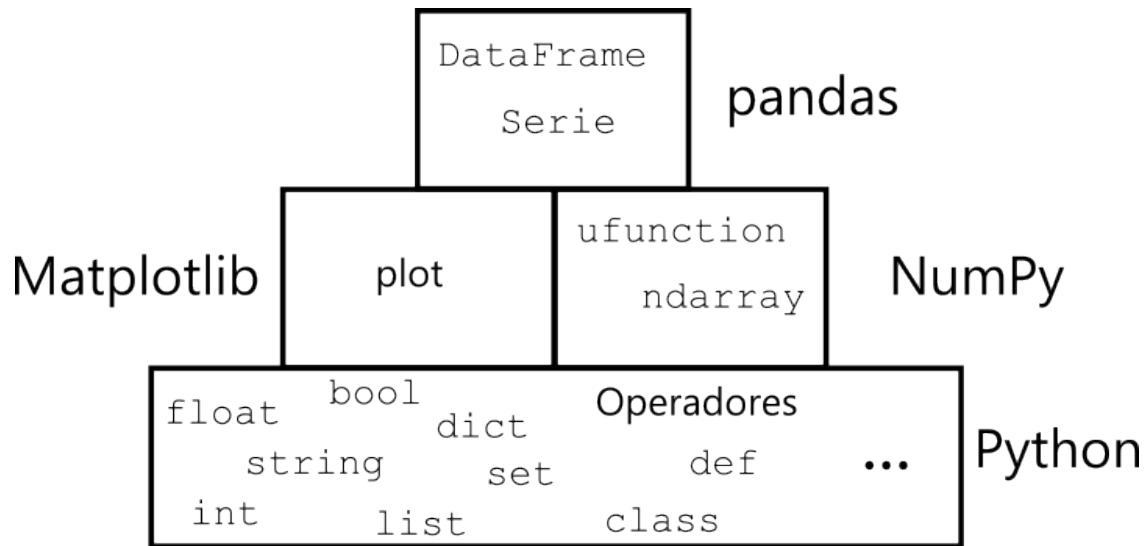 DataFrame
Serie
pandas
Matplotlib
plot
ufunction
ndarray
NumPy
float
bool
dict
Operadores
string
set
def
...
Python
int
list
class